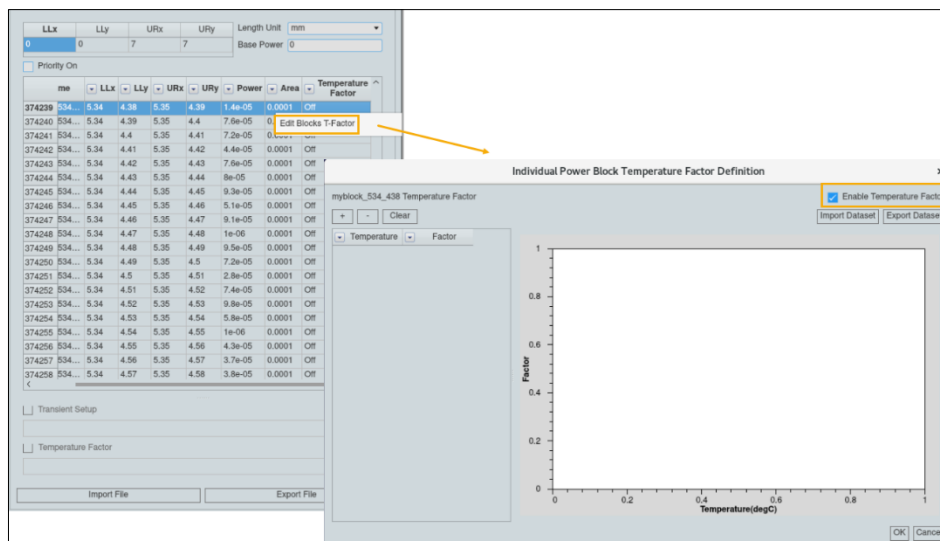 LLx LLy URx URy Length Unit mm
0 0 7 7 Base Power 0
Priority On
me LLx LLy URx URy Power Area Temperature Factor
374239 534... 5.34 4.38 5.35 4.39 1.4e-05 0.0001 Off
374240 534... 5.34 4.39 5.35 4.4 7.6e-05
Edit Blocks T-Factor
374241 534... 5.34 4.4 5.35 4.41 7.2e-05 0.0001 Off
374242 534... 5.34 4.41 5.35 4.42 4.4e-05 0.0001 Off
374243 534... 5.34 4.42 5.35 4.43 7.6e-05 0.0001 Off
374244 534... 5.34 4.43 5.35 4.44 8e-05 0.0001 Off
374245 534... 5.34 4.44 5.35 4.45 9.3e-05 0.0001 Off
374246 534... 5.34 4.45 5.35 4.46 5.1e-05 0.0001 Off
374247 534... 5.34 4.46 5.35 4.47 9.1e-05 0.0001 Off
374248 534... 5.34 4.47 5.35 4.48 1e-06 0.0001 Off
374249 534... 5.34 4.48 5.35 4.49 9.5e-05 0.0001 Off
374250 534... 5.34 4.49 5.35 4.5 7.2e-05 0.0001 Off
374251 534... 5.34 4.5 5.35 4.51 2.8e-05 0.0001 Off
374252 534... 5.34 4.51 5.35 4.52 7.4e-05 0.0001 Off
374253 534... 5.34 4.52 5.35 4.53 9.8e-05 0.0001 Off
374254 534... 5.34 4.53 5.35 4.54 5.8e-05 0.0001 Off
374255 534... 5.34 4.54 5.35 4.55 1e-06 0.0001 Off
374256 534... 5.34 4.55 5.35 4.56 4.3e-05 0.0001 Off
374257 534... 5.34 4.56 5.35 4.57 3.7e-05 0.0001 Off
374258 534... 5.34 4.57 5.35 4.58 3.8e-05 0.0001 Off
Transient Setup
Temperature Factor
Import File Export File
Individual Power Block Temperature Factor Definition
myblock_534_438 Temperature Factor
Enable Temperature Facto
+ - Clear
Import Dataset Export Datase
Temperature Factor
1
0.8
0.6
0.4
0.2
0
Factor
0 0.2 0.4 0.6 0.8 1
Temperature(degC)
OK Cance